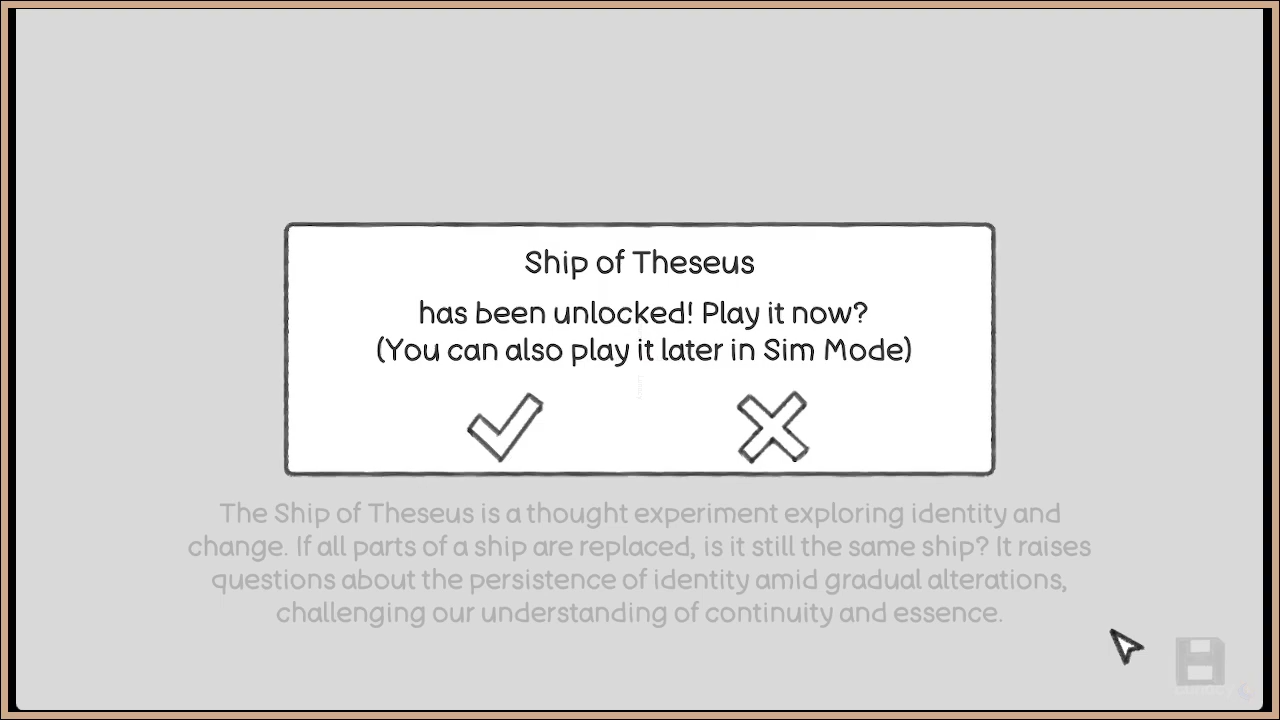 Ship of Theseus
has been unlocked! Play it now?
(You can also play it later in Sim Mode)
The Ship of Theseus is a thought experiment exploring identity and
change. If all parts of a ship are replaced, is it still the same ship? It raises
questions about the persistence of identity amid gradual alterations,
challenging our understanding of continuity and essence.